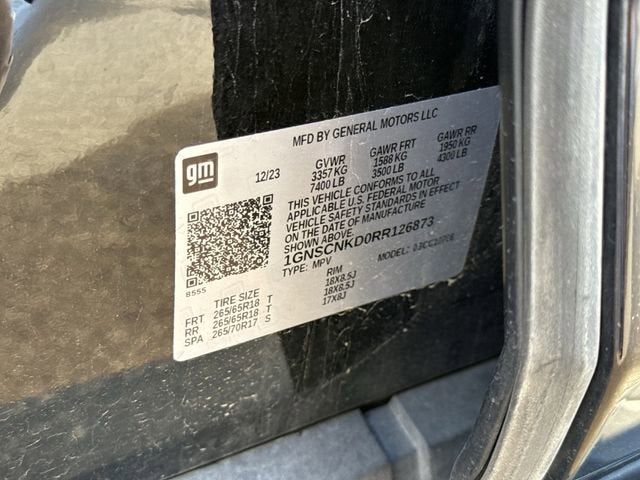 MFD BY GENERAL MOTORS LLC
gm
12/23 GVWR GAWR FRT GAWR RR
3357 KG 1588 KG 1950 KG
7400 LB 3500 LB 4300 LB
THIS VEHICLE CONFORMS TO ALL
APPLICABLE U.S. FEDERAL MOTOR
VEHICLE SAFETY STANDARDS IN EFFECT
ON THE DATE OF MANUFACTURE
SHOWN ABOVE.
1GNSCNKD0RR126873
TYPE: MPV MODEL:
8555
TIRE SIZE RIM
FRT 265/65R18 T 18X8.5J
RR 265/65R18 T 18X8.5J
SPA 265/70R17 S 17X8J